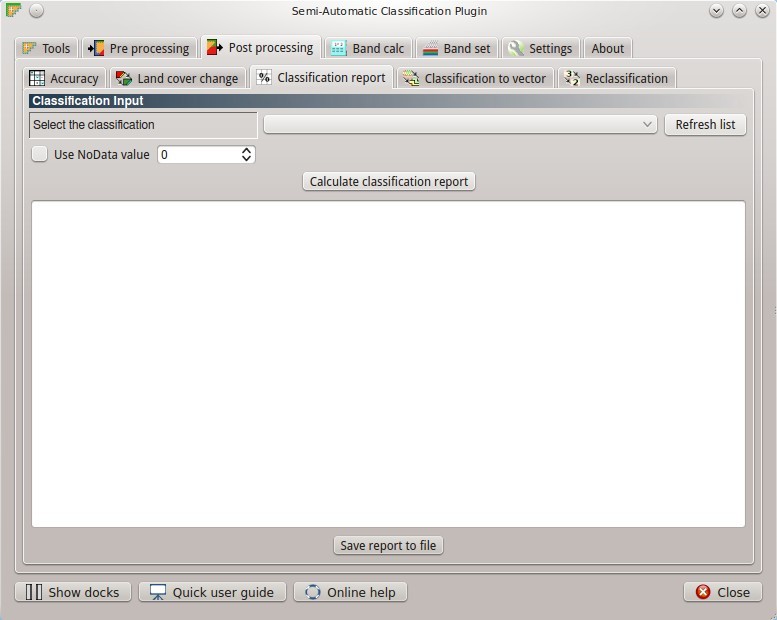 Semi-Automatic Classification Plugin
Tools Pre processing Post processing Band calc Band set Settings About
Accuracy Land cover change % Classification report Classification to vector Reclassification
Classification Input
Select the classification Refresh list
Use NoData value 0
Calculate classification report
Save report to file
Show docks Quick user guide Online help Close